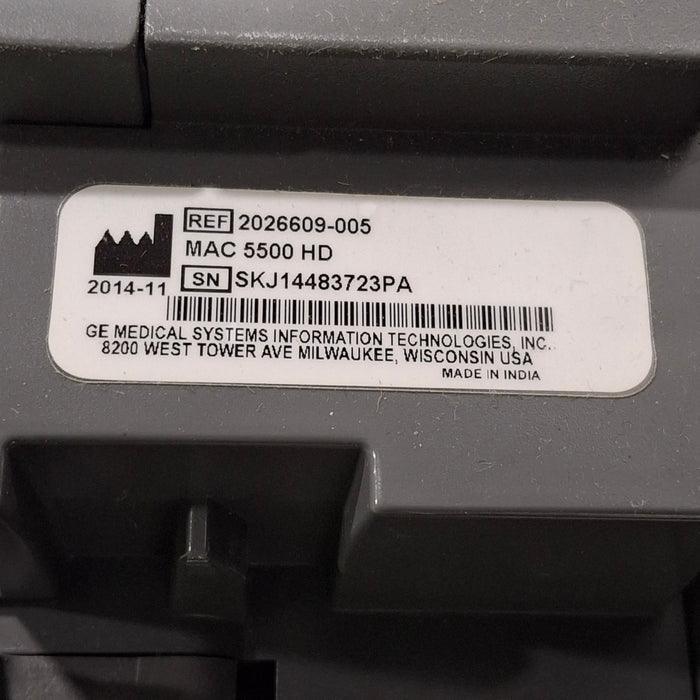 REF 2026609-005
MAC 5500 HD
2014-11 SN SKJ14483723PA
GE MEDICAL SYSTEMS INFORMATION TECHNOLOGIES, INC.
8200 WEST TOWER AVE MILWAUKEE, WISCONSIN USA
MADE IN INDIA